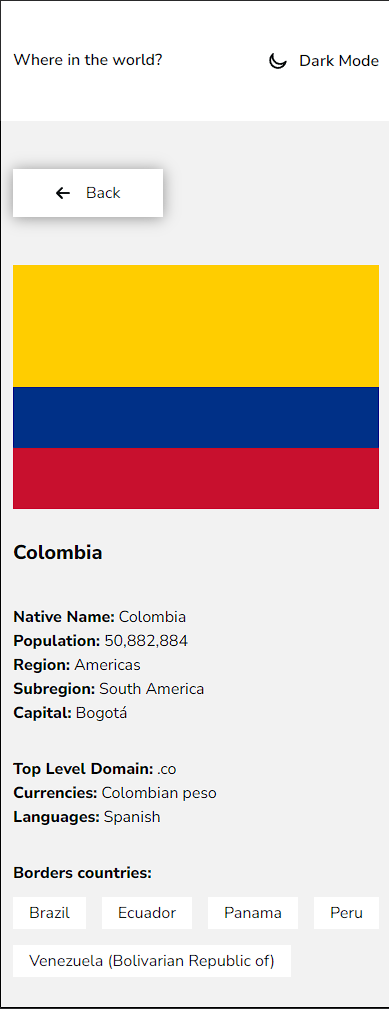 Where in the world?
Dark Mode
Back
Colombia
Native Name: Colombia
Population: 50,882,884
Region: Americas
Subregion: South America
Capital: Bogotá
Top Level Domain: .co
Currencies: Colombian peso
Languages: Spanish
Borders countries:
Brazil Ecuador Panama Peru
Venezuela (Bolivarian Republic of)